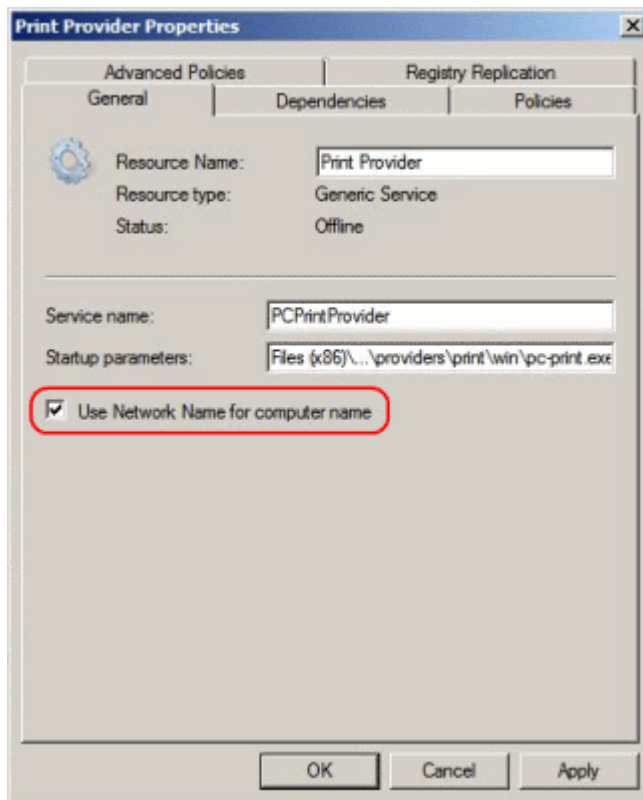 Print Provider Properties
Advanced Policies
Registry Replication
General
Dependencies
Policies
Resource Name: Print Provider
Resource type: Generic Service
Status: Offline
Service name: PCPrintProvider
Startup parameters: Files (x86)\...\providers\print\win\pc-print.exe
Use Network Name for computer name
OK
Cancel
Apply